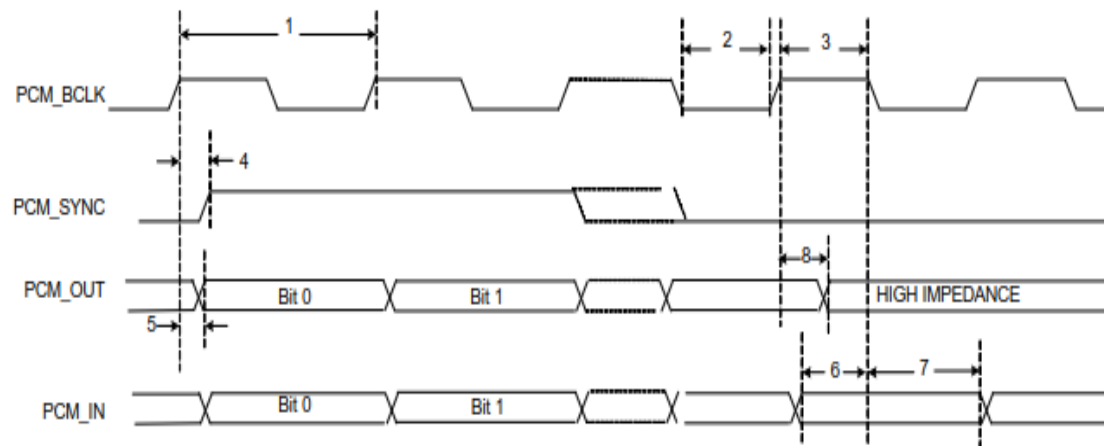 1
2
3
PCM_BCLK
4
PCM_SYNC
8
PCM_OUT
Bit 0
Bit 1
HIGH IMPEDANCE
5
6
7
PCM_IN
Bit 0
Bit 1